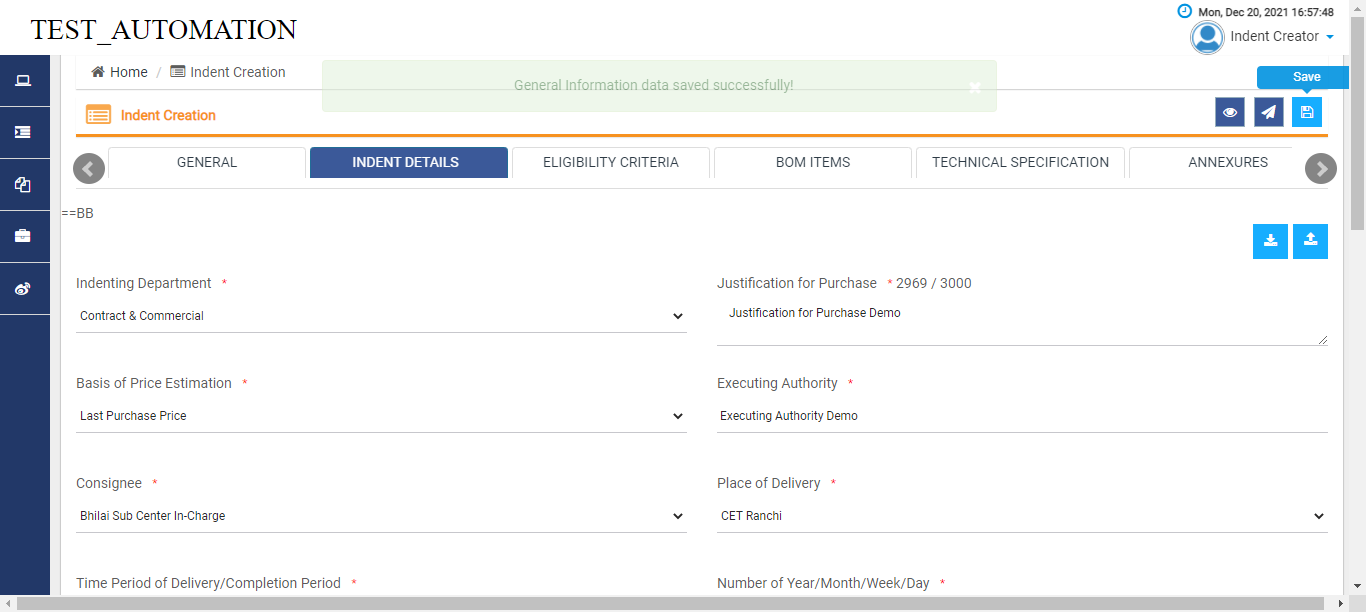 TEST_AUTOMATION
Mon, Dec 20, 2021 16:57:48
Indent Creator
Home / Indent Creation
General Information data saved successfully! ×
Save
Indent Creation
GENERAL INDENT DETAILS ELIGIBILITY CRITERIA BOM ITEMS TECHNICAL SPECIFICATION ANNEXURES
==BB
Indenting Department *
Justification for Purchase * 2969 / 3000
Contract & Commercial
Justification for Purchase Demo
Basis of Price Estimation *
Executing Authority *
Last Purchase Price
Executing Authority Demo
Consignee *
Place of Delivery *
Bhilai Sub Center In-Charge
CET Ranchi
Time Period of Delivery/Completion Period *
Number of Year/Month/Week/Day *